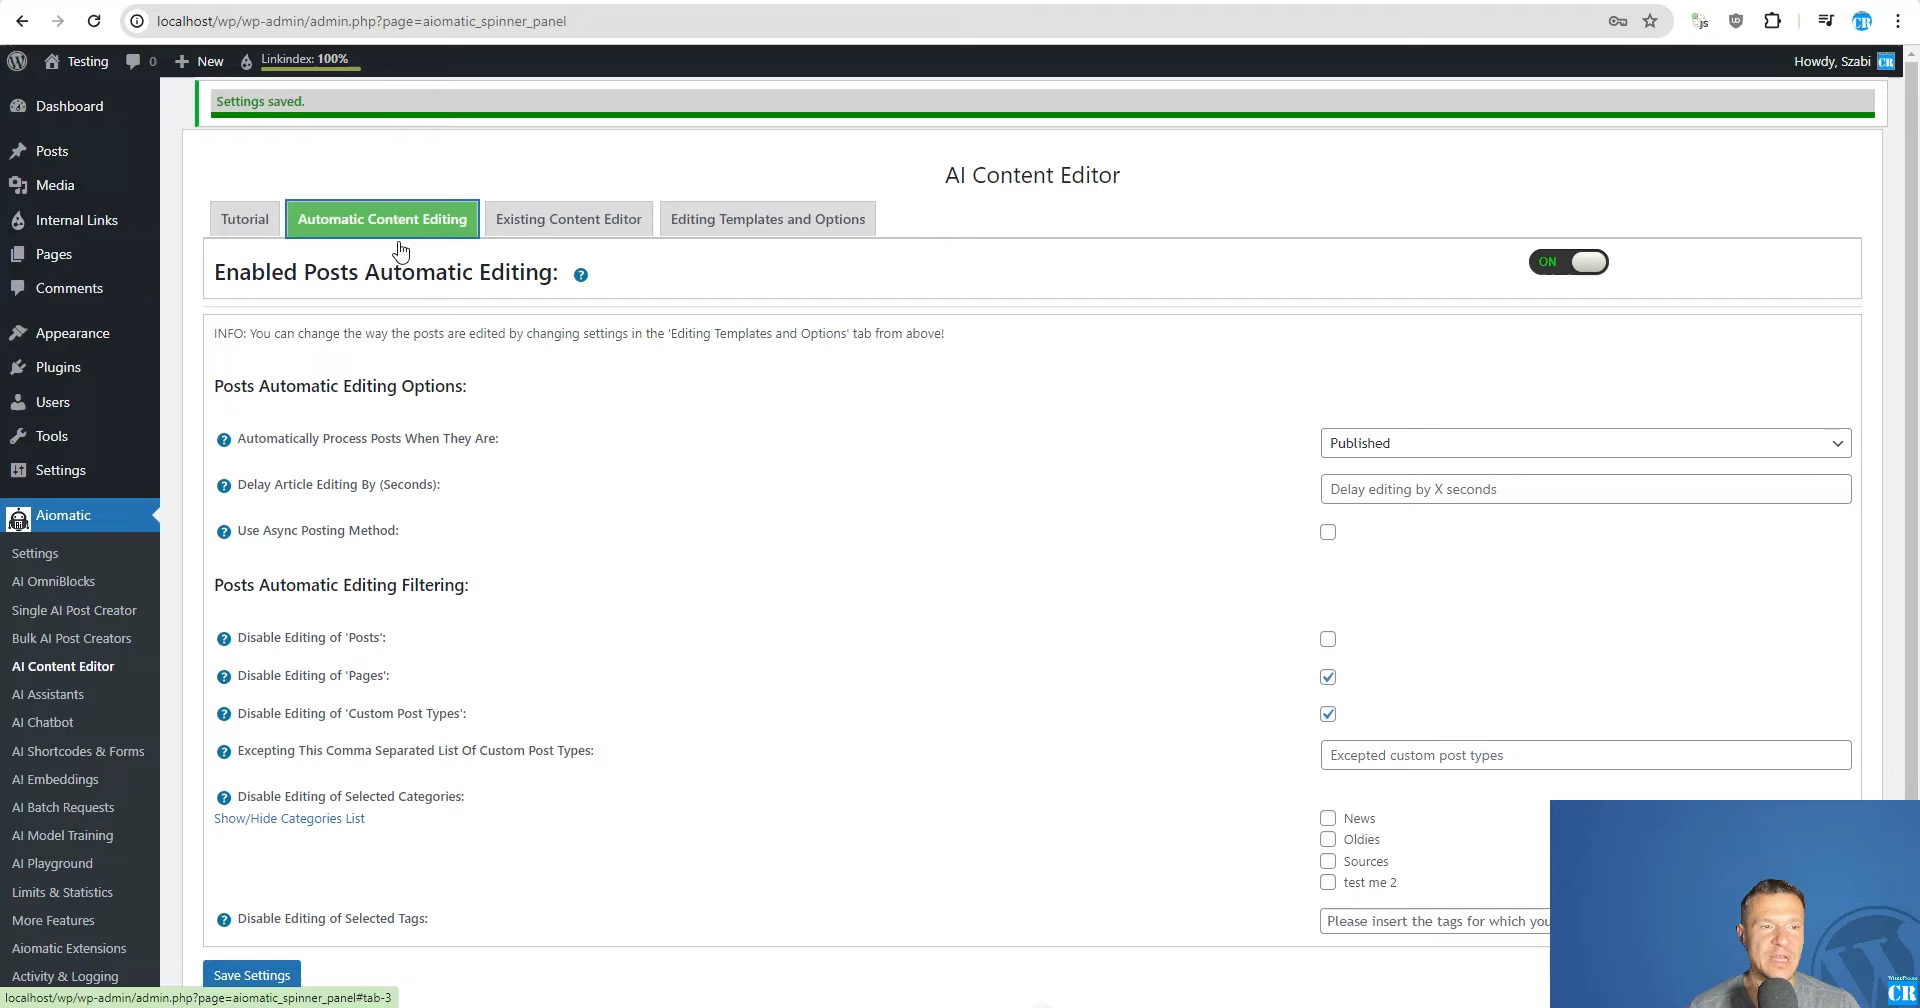 localhost/wp/wp-admin/admin.php?page=aiomatic_spinner_panel
Testing
0
New
Linkindex: 100%
Howdy, Szabi
CR
Settings saved.
Dashboard
Posts
Media
Internal Links
Pages
Comments
Appearance
Plugins
Users
Tools
Settings
Aiomatic
Settings
AI OmniBlocks
Single AI Post Creator
Bulk AI Post Creators
AI Content Editor
AI Assistants
AI Chatbot
AI Shortcodes & Forms
AI Embeddings
AI Batch Requests
AI Model Training
AI Playground
Limits & Statistics
More Features
Aiomatic Extensions
Activity & Logging
AI Content Editor
Tutorial
Automatic Content Editing
Existing Content Editor
Editing Templates and Options
Enabled Posts Automatic Editing:
ON
INFO: You can change the way the posts are edited by changing settings in the 'Editing Templates and Options' tab from above!
Posts Automatic Editing Options:
Automatically Process Posts When They Are:
Published
Delay Article Editing By (Seconds):
Delay editing by X seconds
Use Async Posting Method:
Posts Automatic Editing Filtering:
Disable Editing of 'Posts':
Disable Editing of 'Pages':
Disable Editing of 'Custom Post Types':
Excepting This Comma Separated List Of Custom Post Types:
Excepted custom post types
Disable Editing of Selected Categories:
Show/Hide Categories List
News
Oldies
Sources
test me 2
Disable Editing of Selected Tags:
Please insert the tags for which you
Save Settings
localhost/wp/wp-admin/admin.php?page=aiomatic_spinner_panel#tab-3
CR